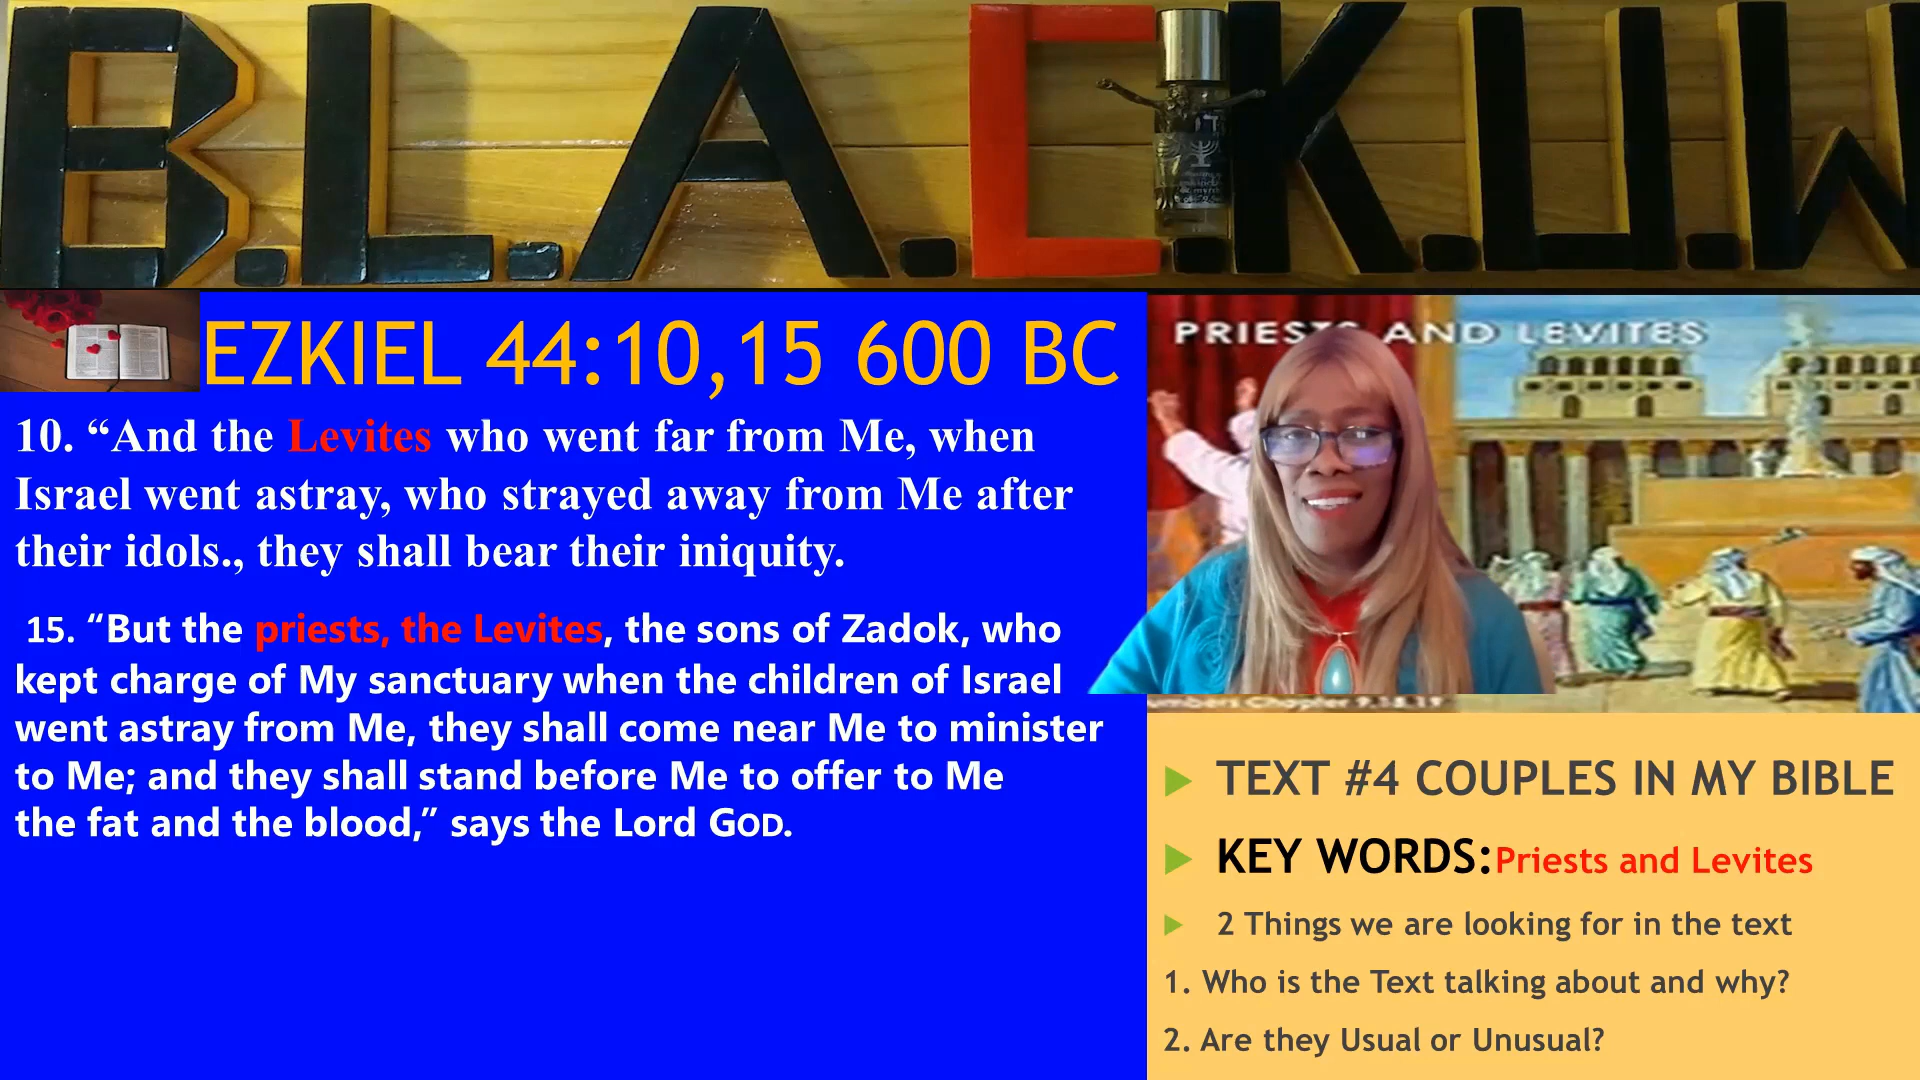 B.L.A.C.K.U.W
EZKIEL 44:10,15 600 BC
10. “And the Levites who went far from Me, when
Israel went astray, who strayed away from Me after
their idols., they shall bear their iniquity.
15. “But the priests, the Levites, the sons of Zadok, who
kept charge of My sanctuary when the children of Israel
went astray from Me, they shall come near Me to minister
to Me; and they shall stand before Me to offer to Me
the fat and the blood,” says the Lord GOD.
PRIESTS AND LEVITES
Chapter 9.18.19
TEXT #4 COUPLES IN MY BIBLE
KEY WORDS:Priests and Levites
2 Things we are looking for in the text
1. Who is the Text talking about and why?
2. Are they Usual or Unusual?